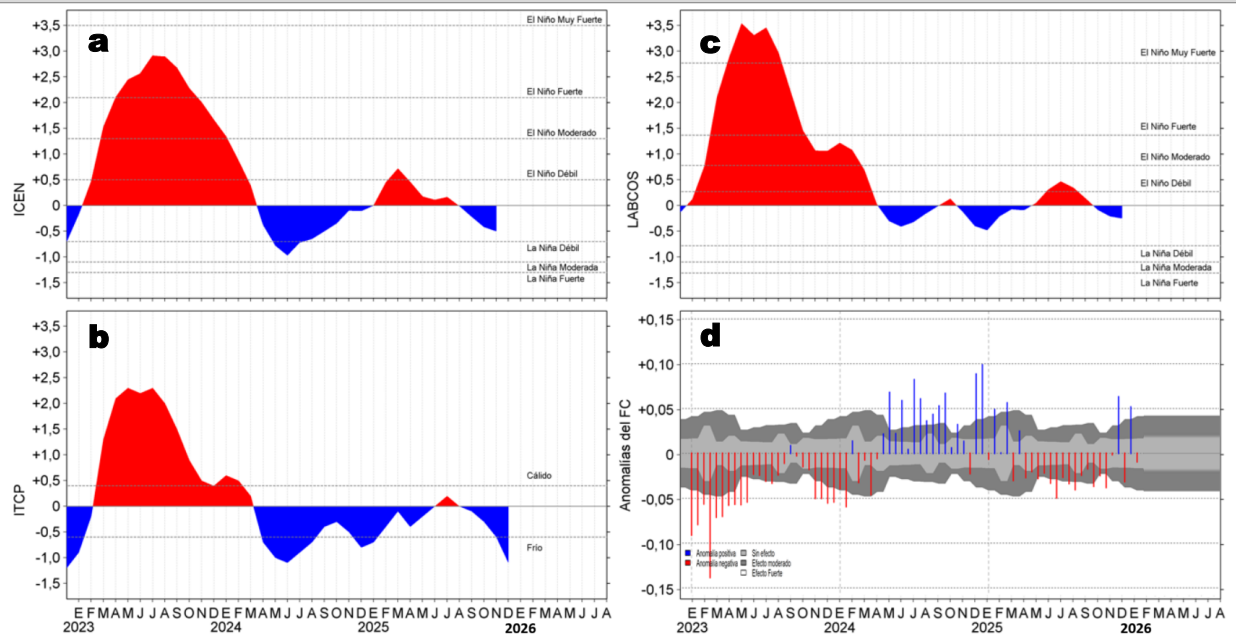 a
ICEN
+3,5
+3,0
+2,5
+2,0
+1,5
+1,0
+0,5
0
-0,5
-1,0
-1,5
El Niño Muy Fuerte
El Niño Fuerte
El Niño Moderado
El Niño Débil
La Niña Débil
La Niña Moderada
La Niña Fuerte
c
LABCOS
+3,5
+3,0
+2,5
+2,0
+1,5
+1,0
+0,5
0
-0,5
-1,0
-1,5
El Niño Muy Fuerte
El Niño Fuerte
El Niño Moderado
El Niño Débil
La Niña Débil
La Niña Moderada
La Niña Fuerte
b
ITCP
+3,5
+3,0
+2,5
+2,0
+1,5
+1,0
+0,5
0
-0,5
-1,0
-1,5
Cálido
Frío
E F M A M J J A S O N D E F M A M J J A S O N D E F M A M J J A S O N D E F M A M J J A
2023 2024 2025 2026
d
Anomalías del FC
+0,15
+0,10
+0,05
0
-0,05
-0,10
-0,15
Anomalía positiva Sin efecto
Anomalía negativa Efecto moderado
Efecto Fuerte
E F M A M J J A S O N D E F M A M J J A S O N D E F M A M J J A S O N D E F M A M J J A
2023 2024 2025 2026